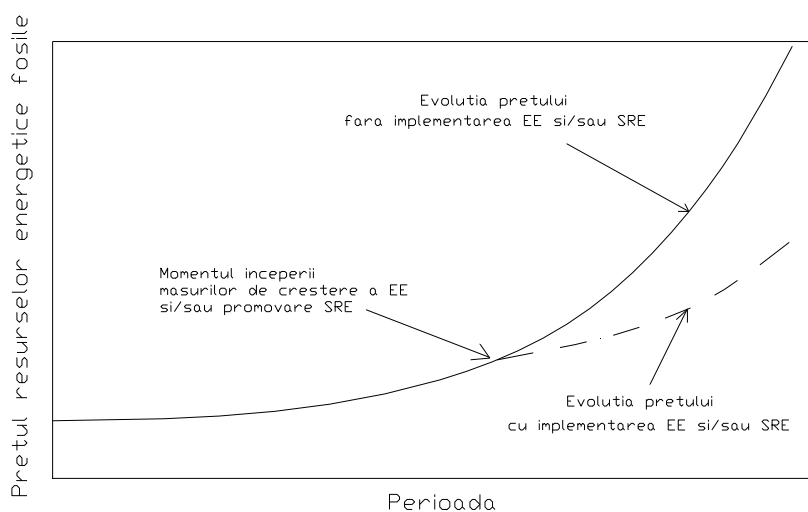 Pretul resurselor energetice fosile
Evolutia pretului
fara implementarea EE si/sau SRE
Momentul inceperii
masurilor de crestere a EE
si/sau promovare SRE
Evolutia pretului
cu implementarea EE si/sau SRE
Perioada